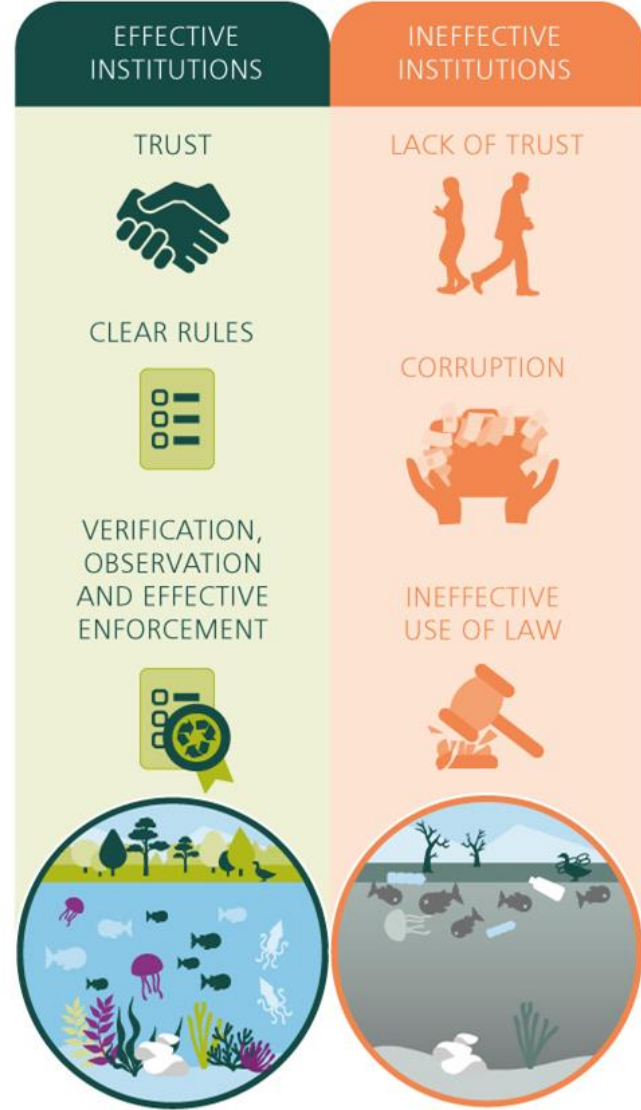 EFFECTIVE
INSTITUTIONS
TRUST
CLEAR RULES
VERIFICATION,
OBSERVATION
AND EFFECTIVE
ENFORCEMENT
INEFFECTIVE
INSTITUTIONS
LACK OF TRUST
CORRUPTION
INEFFECTIVE
USE OF LAW